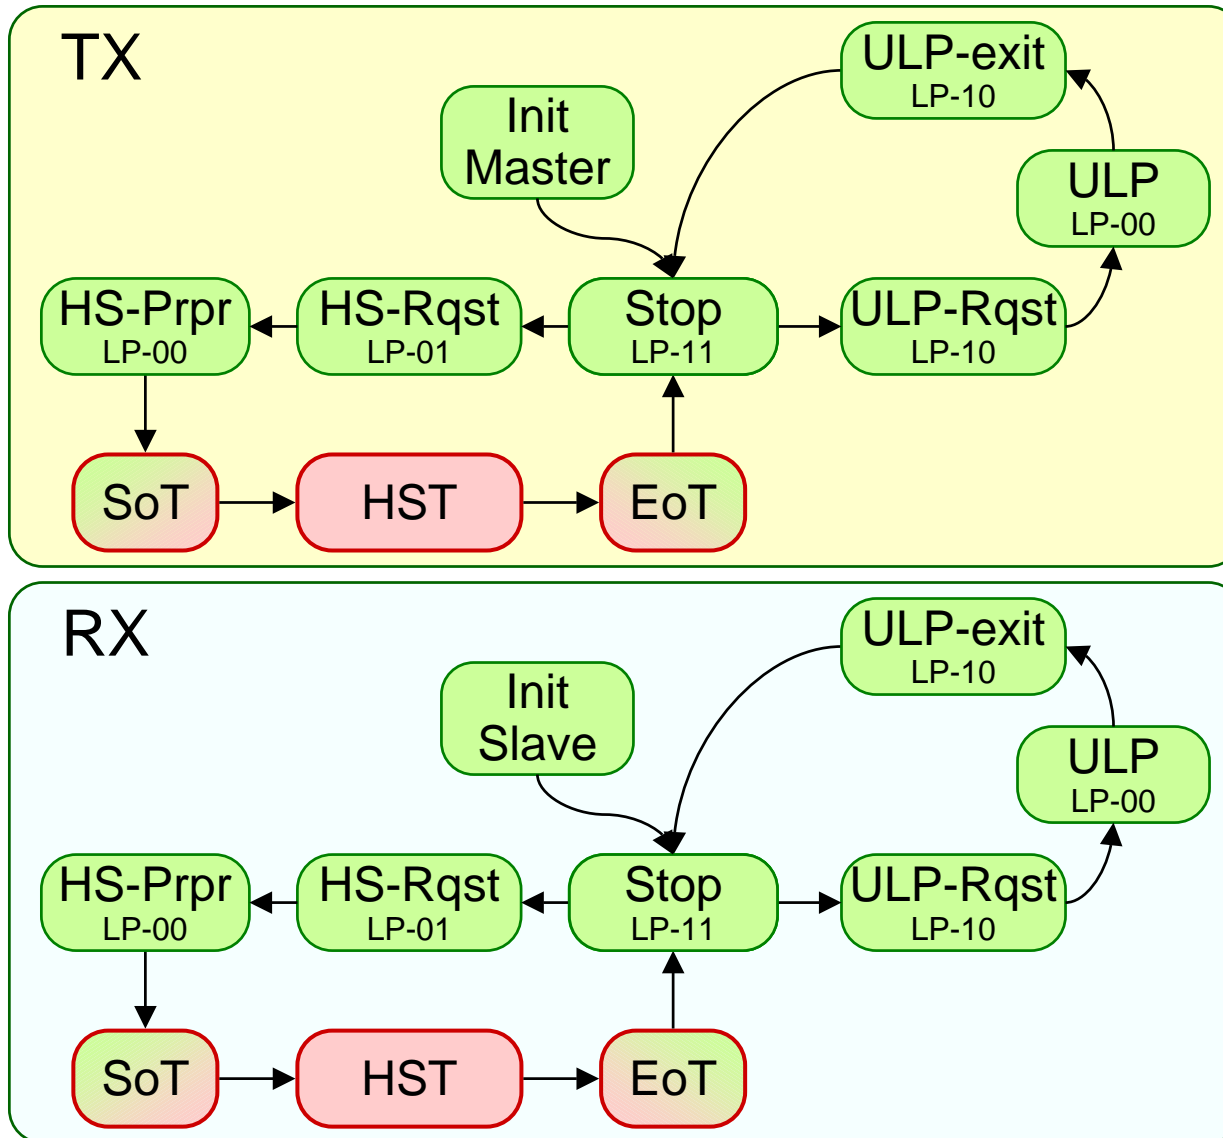 TX
ULP-exit
LP-10
Init
Master
ULP
LP-00
HS-Prpr
LP-00
HS-Rqst
LP-01
Stop
LP-11
ULP-Rqst
LP-10
SoT
HST
EoT
RX
ULP-exit
LP-10
Init
Slave
ULP
LP-00
HS-Prpr
LP-00
HS-Rqst
LP-01
Stop
LP-11
ULP-Rqst
LP-10
SoT
HST
EoT